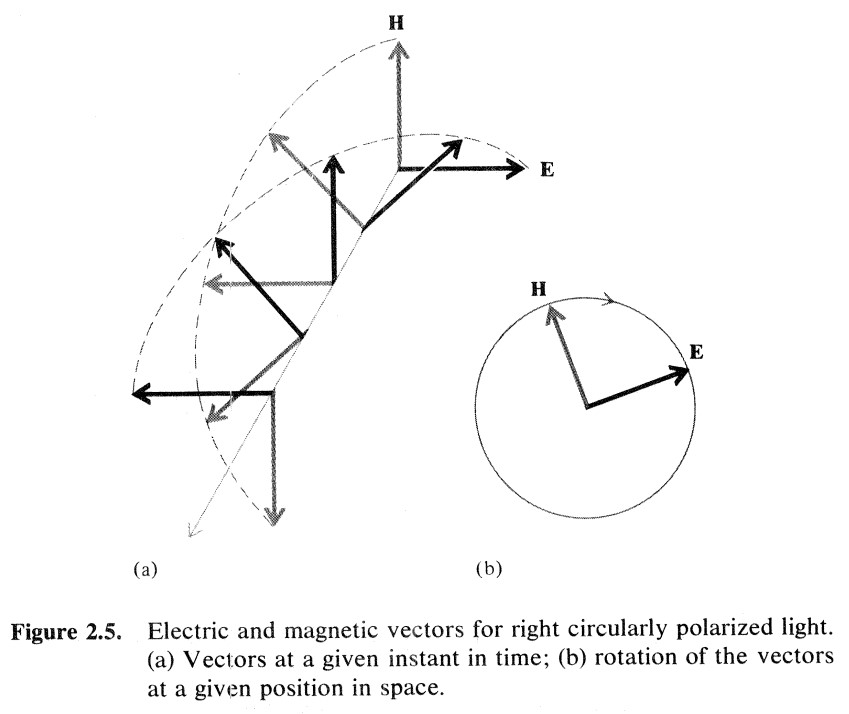 H
E
H
E
(a)
(b)
Figure 2.5. Electric and magnetic vectors for right circularly polarized light.
(a) Vectors at a given instant in time; (b) rotation of the vectors
at a given position in space.